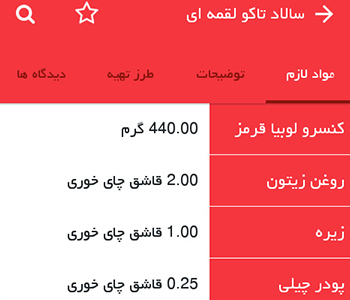 سالاد تاکو لقمه ای
مواد لازم توضیحات طرز تهیه دیدگاه ها
کنسرو لوبیا قرمز 440.00 گرم
روغن زیتون 2.00 قاشق چای خوری
زیره 1.00 قاشق چای خوری
پودر چیلی 0.25 قاشق چای خوری